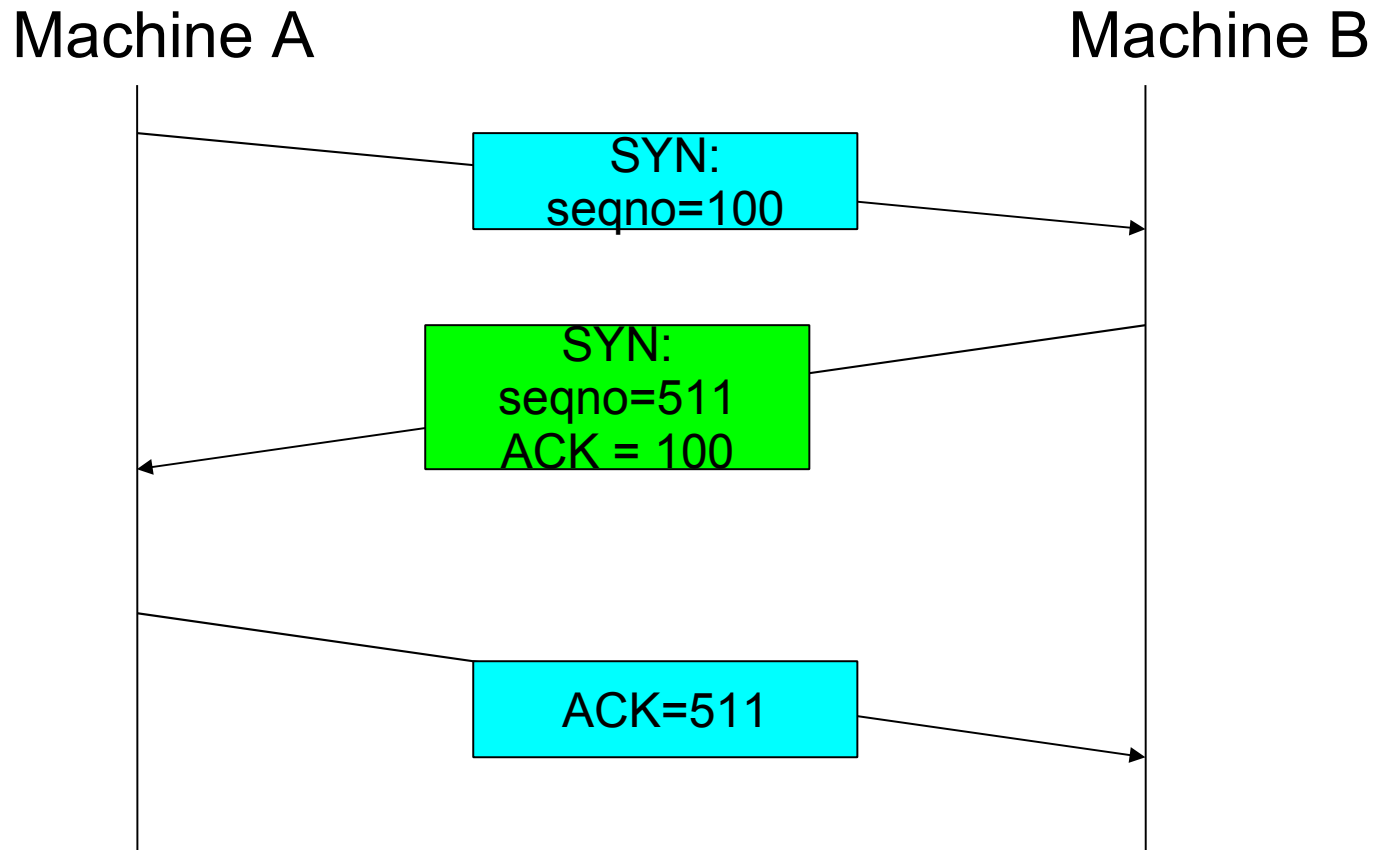 Machine A
Machine B
SYN:
seqno=100
SYN:
seqno=511
ACK = 100
ACK=511